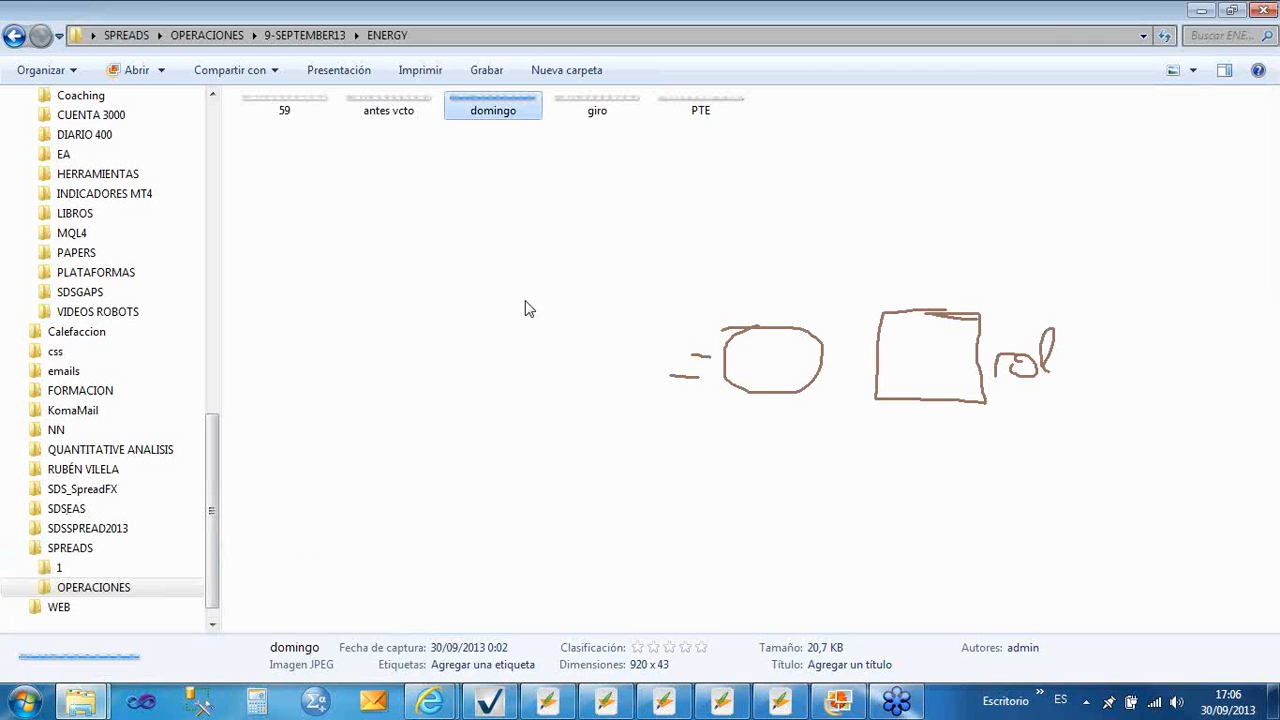 SPREADS OPERACIONES 9-SEPTEMBER13 ENERGY Buscar ENE...
Organizar Abrir Compartir con Presentación Imprimir Grabar Nueva carpeta
59 antes vcto domingo giro PTE
Coaching
CUENTA 3000
DIARIO 400
EA
HERRAMIENTAS
INDICADORES MT4
LIBROS
MQL4
PAPERS
PLATAFORMAS
SDSGAPS
VIDEOS ROBOTS
Calefaccion
css
emails
FORMACION
KomaMail
NN
QUANTITATIVE ANALISIS
RUBÉN VILELA
SDS_SpreadFX
SDSEAS
SDSSPREAD2013
SPREADS
1
OPERACIONES
WEB
rol
domingo Fecha de captura: 30/09/2013 0:02 Clasificación: Tamaño: 20,7 KB Autores: admin
Imagen JPEG Etiquetas: Agregar una etiqueta Dimensiones: 920 x 43 Título: Agregar un título
Escritorio » ES 17:06
30/09/2013